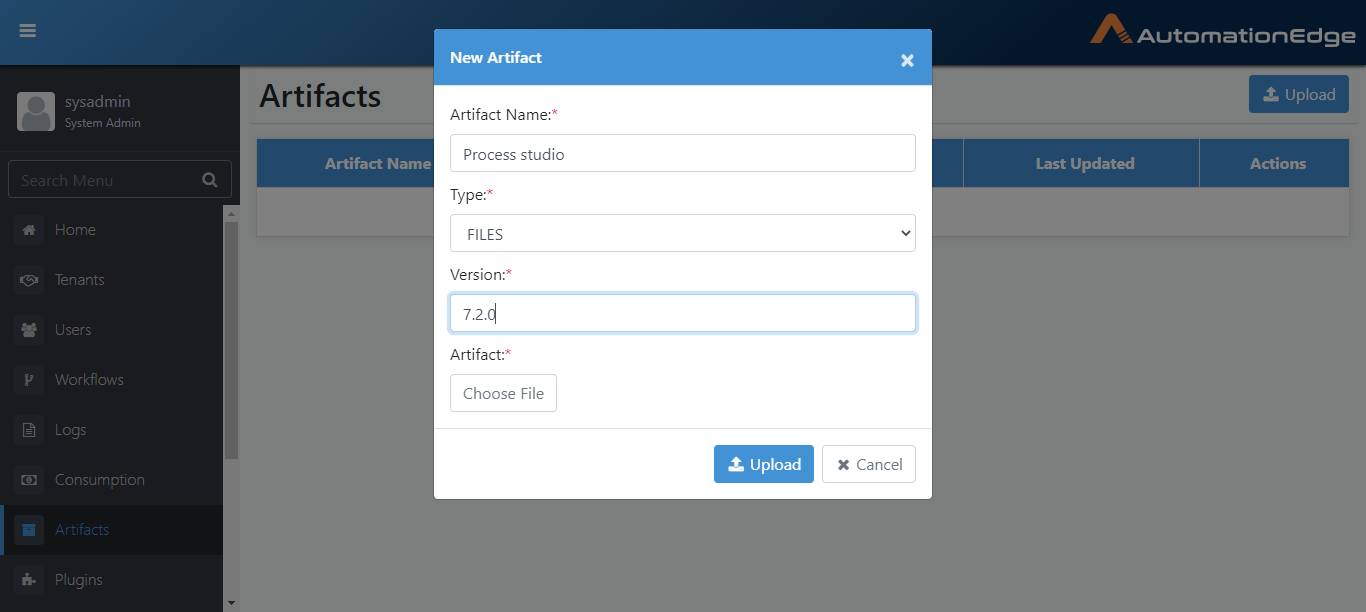 AutomationEdge
sysadmin
System Admin
Search Menu
Home
Tenants
Users
Workflows
Logs
Consumption
Artifacts
Plugins
Artifacts
Upload
Artifact Name
Last Updated
Actions
New Artifact
Artifact Name:*
Process studio
Type:*
FILES
Version:*
7.2.0
Artifact:*
Choose File
Upload
Cancel